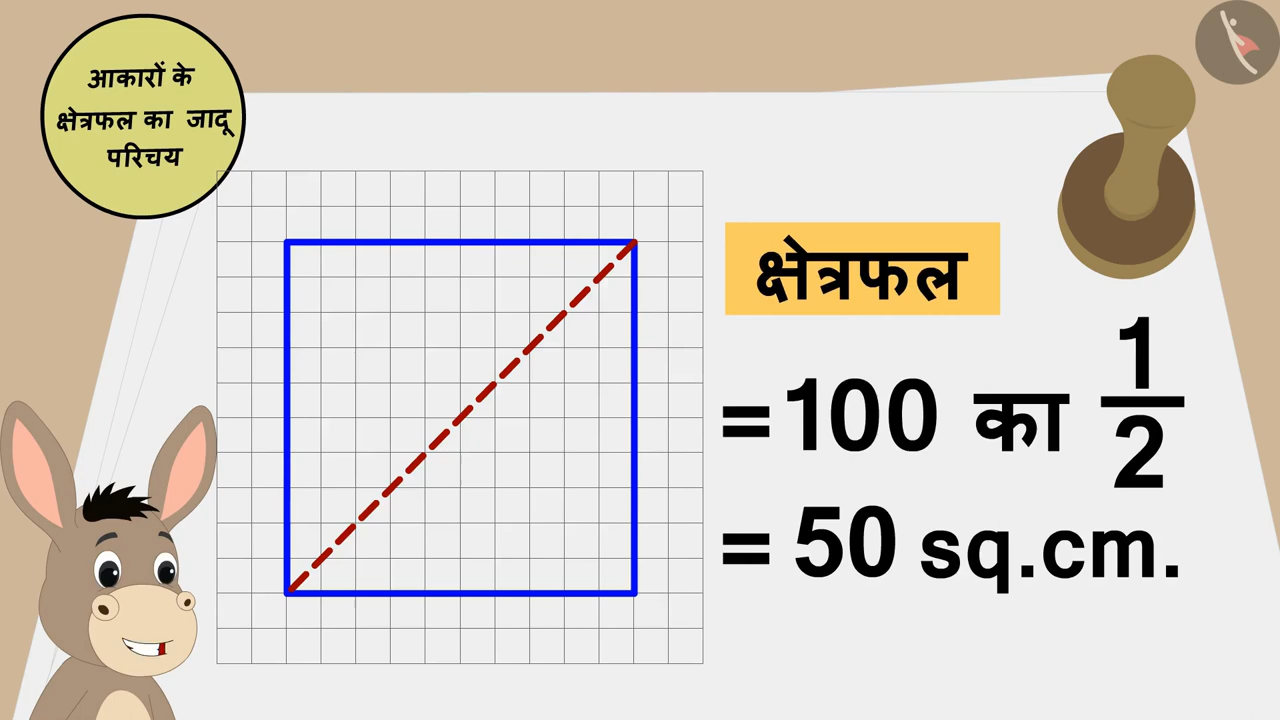 आकारों के
क्षेत्रफल का जादू
परिचय
क्षेत्रफल
=100 का 1/2
= 50 sq.cm.